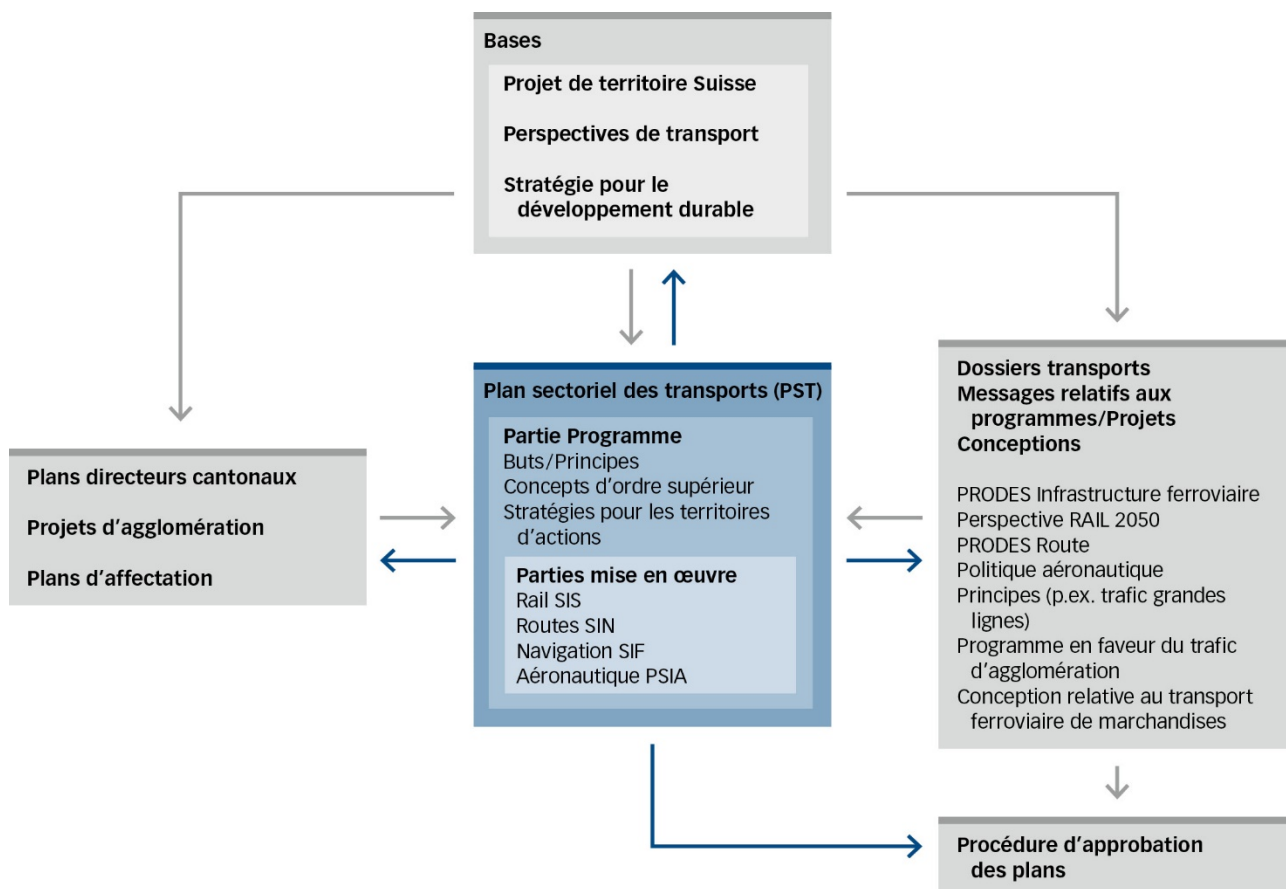 Bases
Projet de territoire Suisse
Perspectives de transport
Stratégie pour le
développement durable
Plan sectoriel des transports (PST)
Partie Programme
Buts/Principes
Concepts d’ordre supérieur
Stratégies pour les territoires
d’actions
Parties mise en œuvre
Rail SIS
Routes SIN
Navigation SIF
Aéronautique PSIA
Plans directeurs cantonaux
Projets d’agglomération
Plans d’affectation
Dossiers transports
Messages relatifs aux
programmes/Projets
Conceptions
PRODES Infrastructure ferroviaire
Perspective RAIL 2050
PRODES Route
Politique aéronautique
Principes (p.ex. trafic grandes
lignes)
Programme en faveur du trafic
d’agglomération
Conception relative au transport
ferroviaire de marchandises
Procédure d’approbation
des plans